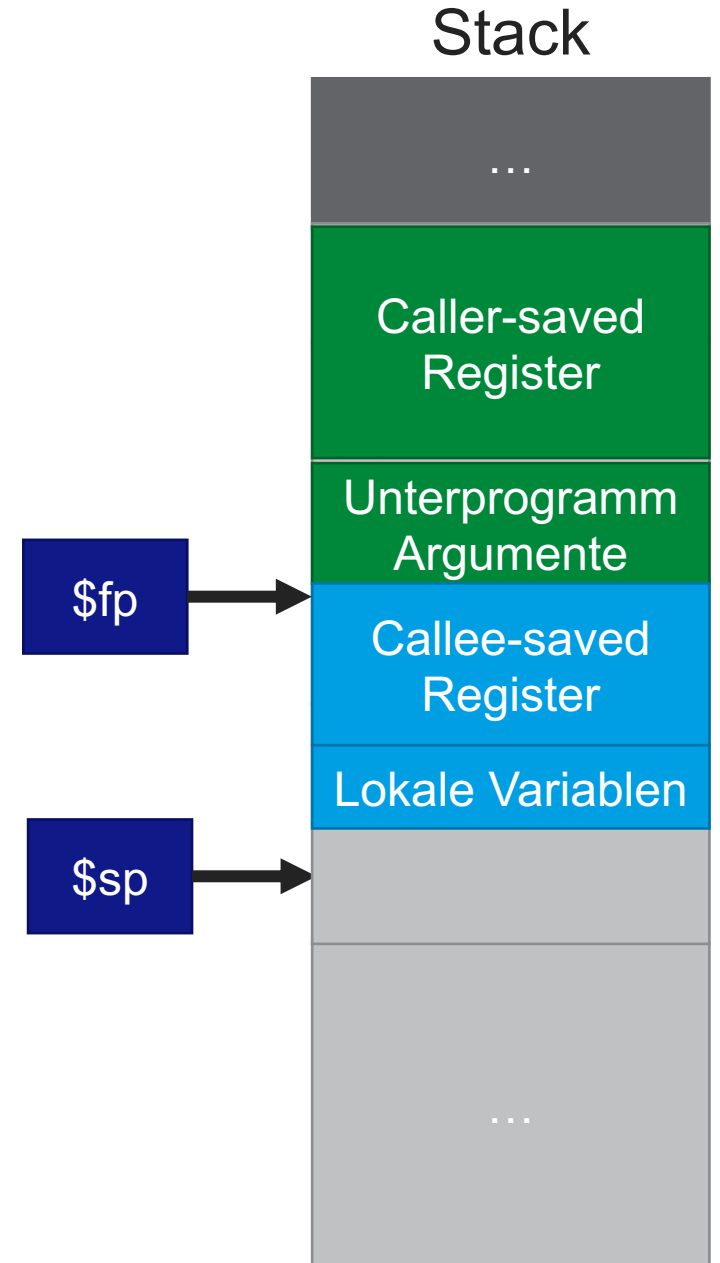 Stack
…
Caller-saved
Register
Unterprogramm
Argumente
$fp
Callee-saved
Register
Lokale Variablen
$sp
…